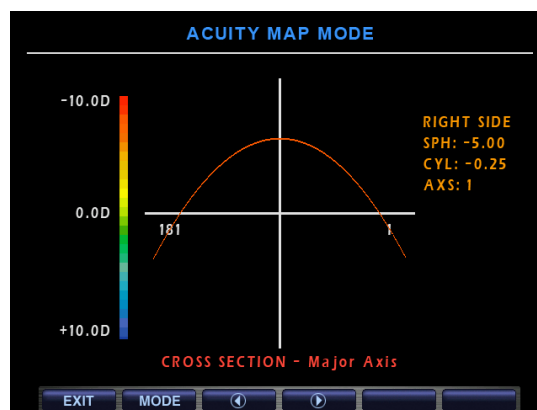 ACUITY MAP MODE
-10.0D
RIGHT SIDE
SPH: -5.00
CYL: -0.25
AXS: 1
0.0D
181
1
+10.0D
CROSS SECTION - Major Axis
EXIT
MODE